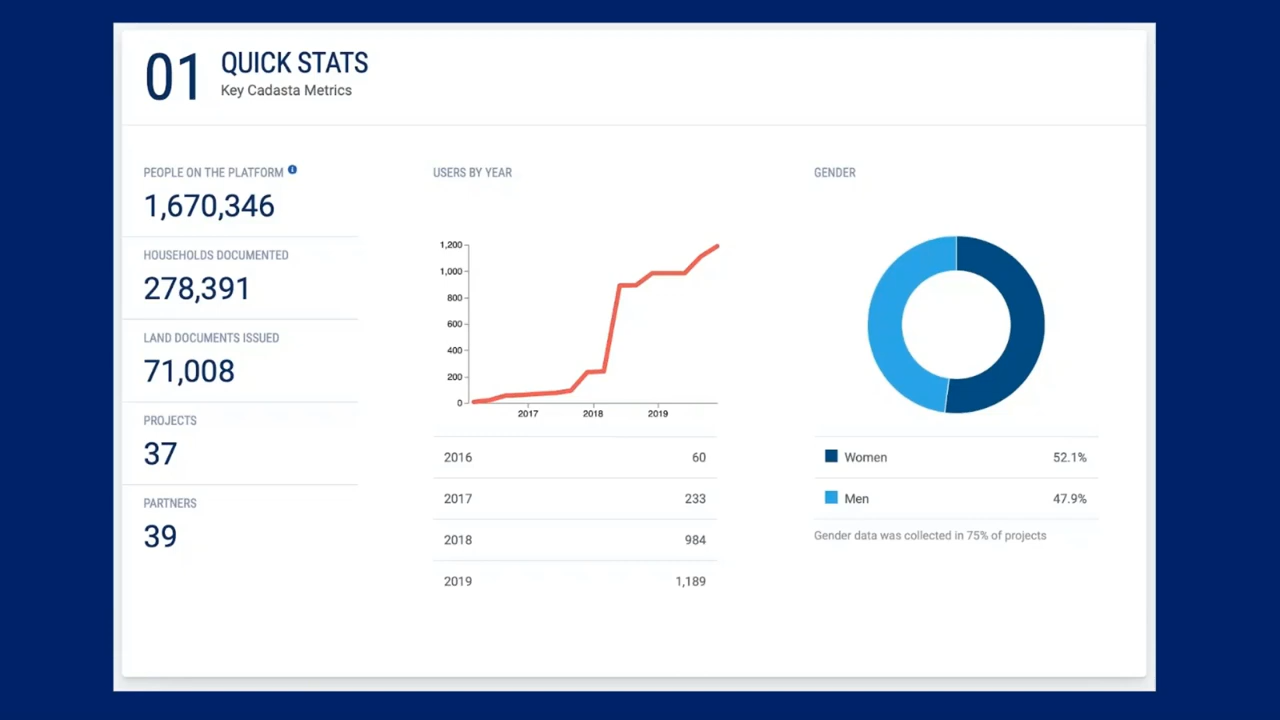 01
QUICK STATS
Key Cadasta Metrics
PEOPLE ON THE PLATFORM
1,670,346
HOUSEHOLDS DOCUMENTED
278,391
LAND DOCUMENTS ISSUED
71,008
PROJECTS
37
PARTNERS
39
USERS BY YEAR
1,200
1,000
800
600
400
200
0
2017 2018 2019
2016 60
2017 233
2018 984
2019 1,189
GENDER
Women 52.1%
Men 47.9%
Gender data was collected in 75% of projects